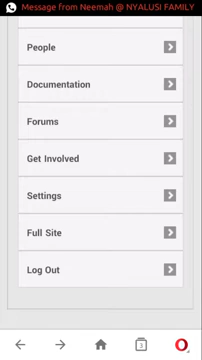 Message from Neemah @ NYALUSI FAMILY
People
Documentation
Forums
Get Involved
Settings
Full Site
Log Out
3